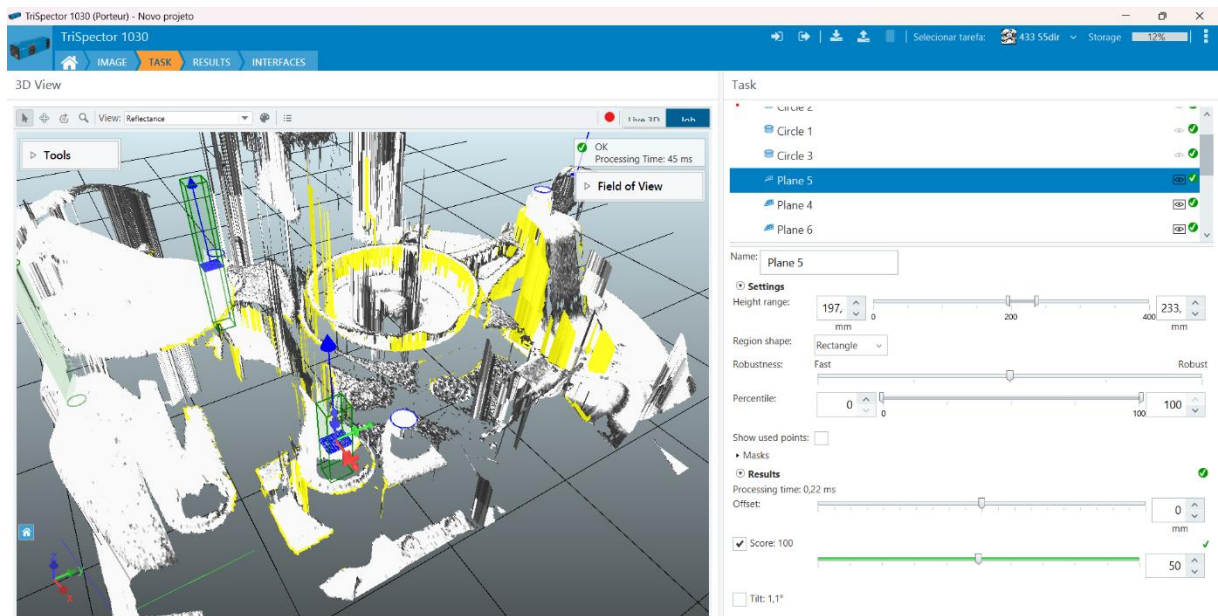 TriSpector 1030 (Porteur) - Novo projeto
TriSpector 1030
Selecionar tarefa: 433 55dir Storage 12%
IMAGE TASK RESULTS INTERFACES
3D View
View: Reflectance
Live 3D Job
Tools
OK
Processing Time: 45 ms
Field of View
Task
Circle 2
Circle 1
Circle 3
Plane 5
Plane 4
Plane 6
Name: Plane 5
Settings
Height range: 197, 0 200 400 233,
mm mm
Region shape: Rectangle
Robustness: Fast Robust
Percentile: 0 0 100 100
Show used points:
Masks
Results
Processing time: 0,22 ms
Offset: 0
mm
Score: 100
50
Tilt: 1,1°
Z
X